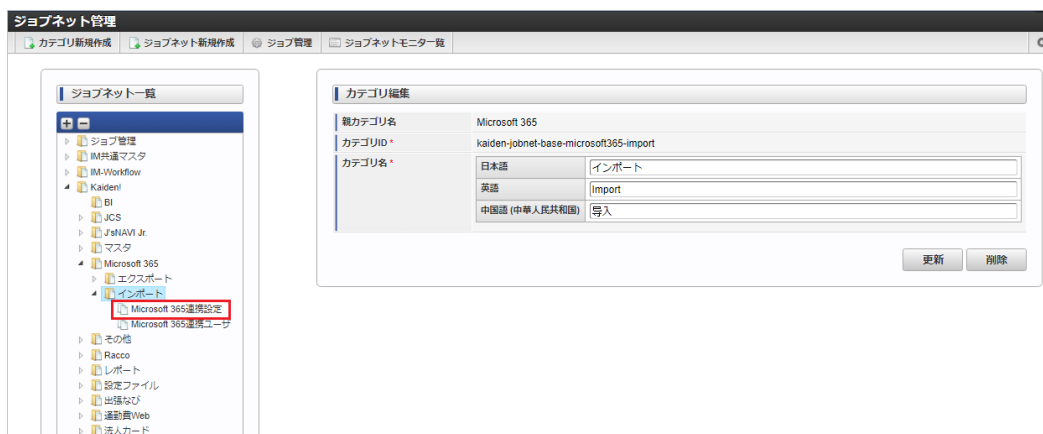 ジョブネット管理
カテゴリ新規作成 ジョブネット新規作成 ジョブ管理 ジョブネットモニター覧
ジョブネット一覧
ジョブ管理
IM共通マスタ
IM-Workflow
Kaiden!
BI
JCS
J'sNAVI Jr.
マスタ
Microsoft 365
エクスポート
インポート
Microsoft 365連携設定
Microsoft 365連携ユーザ
その他
Racco
レポート
設定ファイル
出張なび
通勤費Web
法人カード
カテゴリ編集
親カテゴリ名 Microsoft 365
カテゴリID * kaiden-jobnet-base-microsoft365-import
カテゴリ名 *
日本語 インポート
英語 Import
中国語 (中華人民共和国) 导入
更新 削除